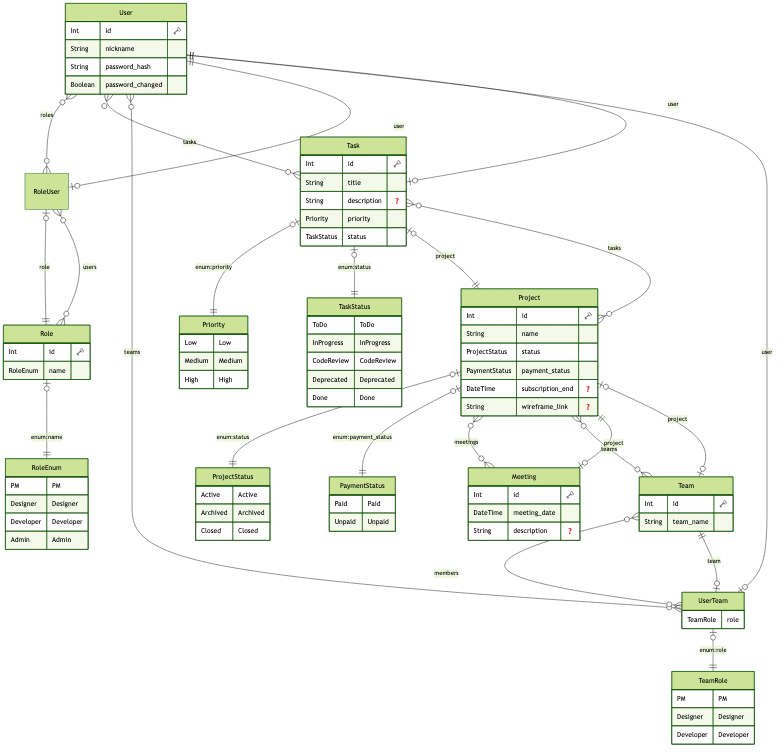 User
Int id 🗝
String nickname
String password_hash
Boolean password_changed
roles
tasks
user
RoleUser
Task
Int id 🗝
String title
String description ❓
Priority priority
TaskStatus status
role
users
enum:priority
enum:status
project
tasks
user
teams
Role
Int id 🗝
RoleEnum name
Priority
Low Low
Medium Medium
High High
TaskStatus
ToDo ToDo
InProgress InProgress
CodeReview CodeReview
Deprecated Deprecated
Done Done
Project
Int id 🗝
String name
ProjectStatus status
PaymentStatus payment_status
DateTime subscription_end ❓
String wireframe_link ❓
user
enum:name
enum:status
enum:payment_status
meetings
project
teams
project
RoleEnum
PM PM
Designer Designer
Developer Developer
Admin Admin
ProjectStatus
Active Active
Archived Archived
Closed Closed
PaymentStatus
Paid Paid
Unpaid Unpaid
Meeting
Int id 🗝
DateTime meeting_date
String description ❓
Team
Int id 🗝
String team_name
members
team
UserTeam
TeamRole role
enum:role
TeamRole
PM PM
Designer Designer
Developer Developer